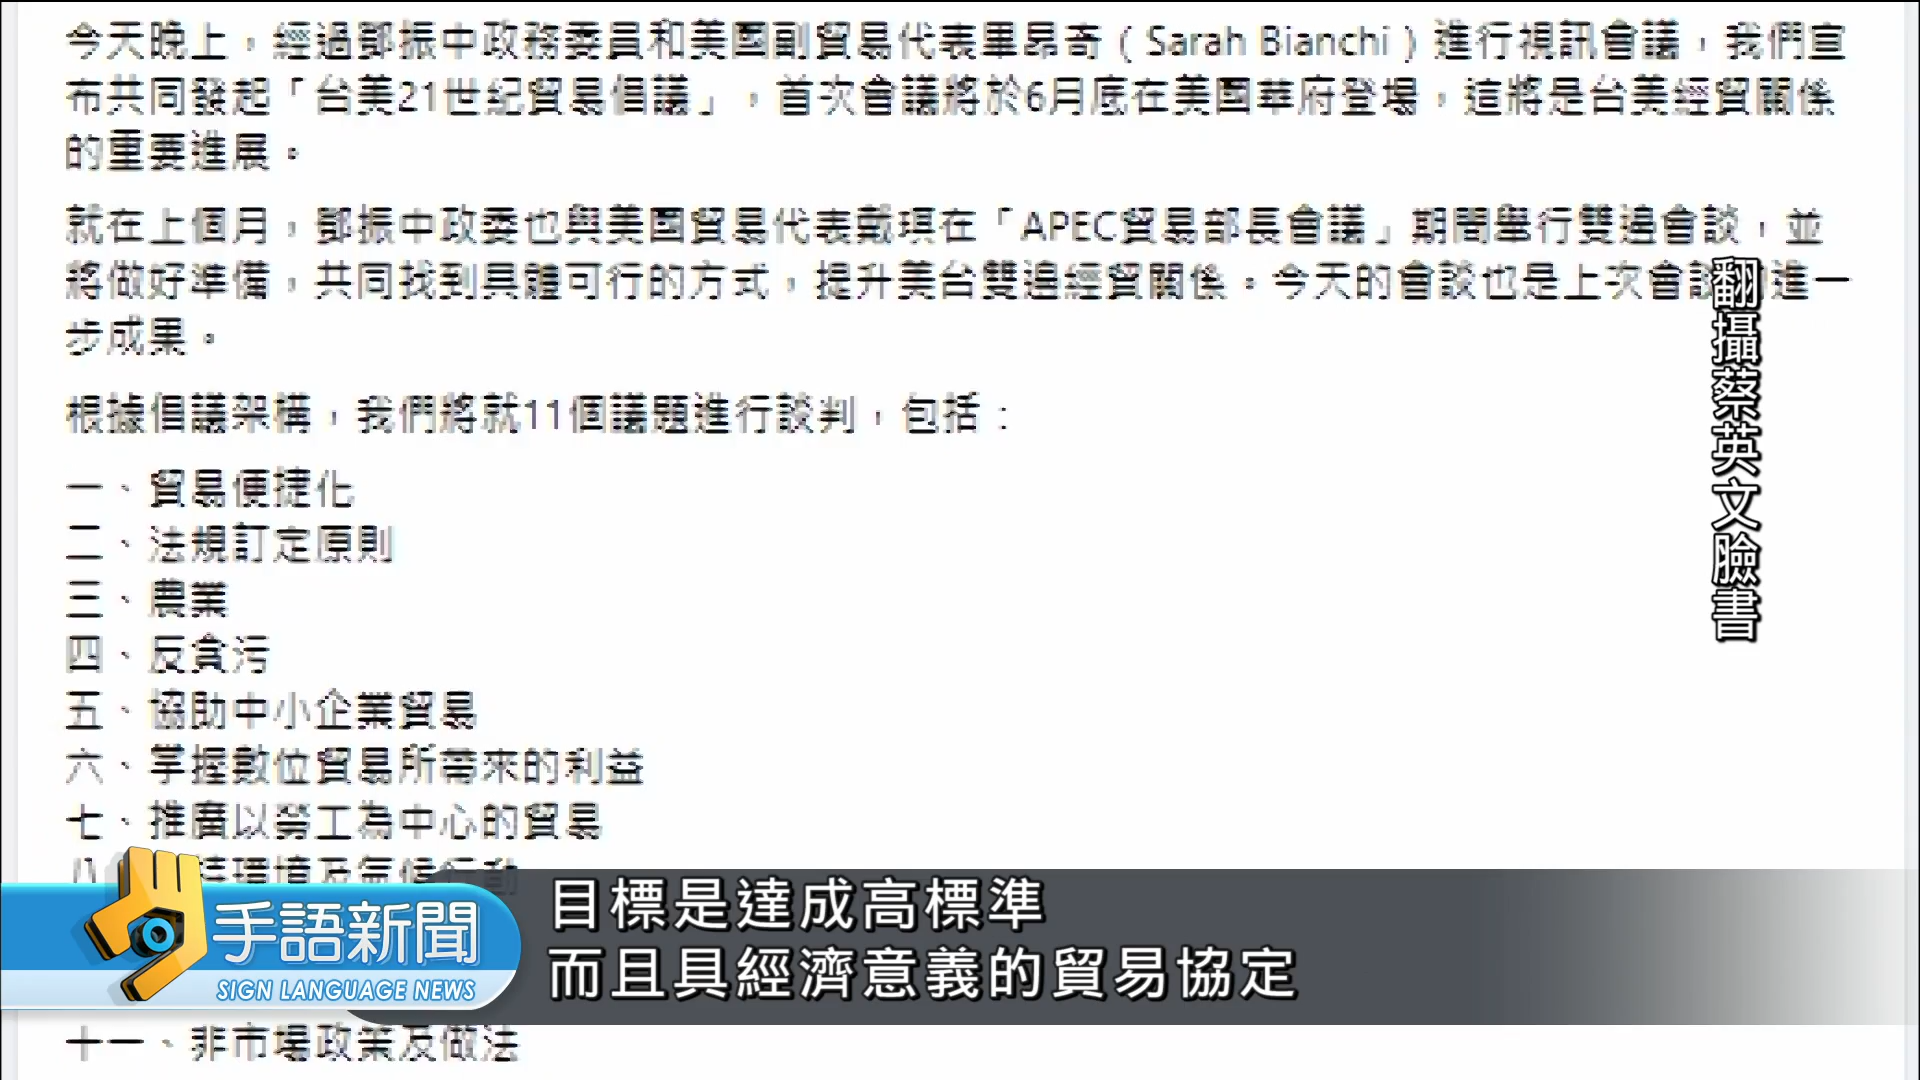 今天晚上，經過鄧振中政務委員和美國副貿易代表畢昂奇（Sarah Bianchi）進行視訊會議，我們宣
布共同發起「台美21世紀貿易倡議」，首次會議將於6月底在美國華府登場，這將是台美經貿關係
的重要進展。
就在上個月，鄧振中政委也與美國貿易代表戴琪在「APEC貿易部長會議」期間舉行雙邊會談，並
將做好準備，共同找到具體可行的方式，提升美台雙邊經貿關係。今天的會談也是上次會談 進一
步成果。
根據倡議架構，我們將就11個議題進行談判，包括：
一、貿易便捷化
二、法規訂定原則
三、農業
四、反貪污
五、協助中小企業貿易
六、掌握數位貿易所帶來的利益
七、推廣以勞工為中心的貿易
八 環境及氣候行動
十一、非市場政策及做法
翻攝蔡英文臉書
手語新聞
SIGN LANGUAGE NEWS
目標是達成高標準
而且具經濟意義的貿易協定